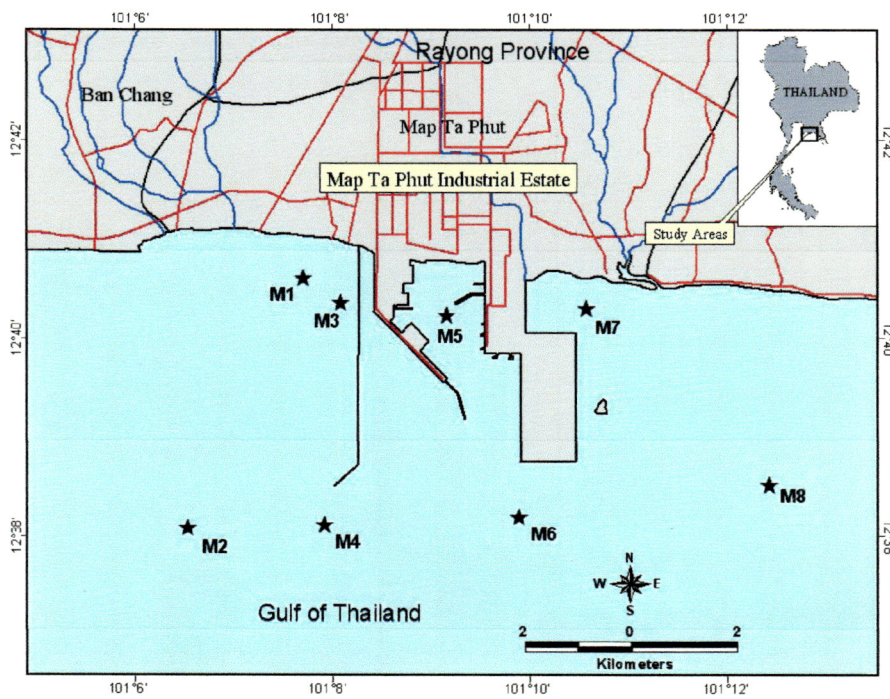 101°6' 101°8' 101°10' 101°12'
Rayong Province
Ban Chang
THAILAND
Map Ta Phut
12°42'
12°42'
Map Ta Phut Industrial Estate
Study Areas
M1
M3
M5
M7
12°40'
12°40'
M8
M2
M4
M6
12°38'
12°38'
N
W E
S
Gulf of Thailand
2 0 2
Kilometers
101°6' 101°8' 101°10' 101°12'